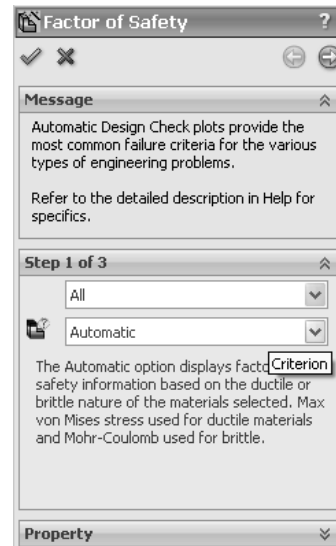 Factor of Safety ?
Message
Automatic Design Check plots provide the
most common failure criteria for the various
types of engineering problems.
Refer to the detailed description in Help for
specifics.
Step 1 of 3
All
Automatic
Criterion
The Automatic option displays facto
safety information based on the ductile or
brittle nature of the materials selected. Max
von Mises stress used for ductile materials
and Mohr-Coulomb used for brittle.
Property